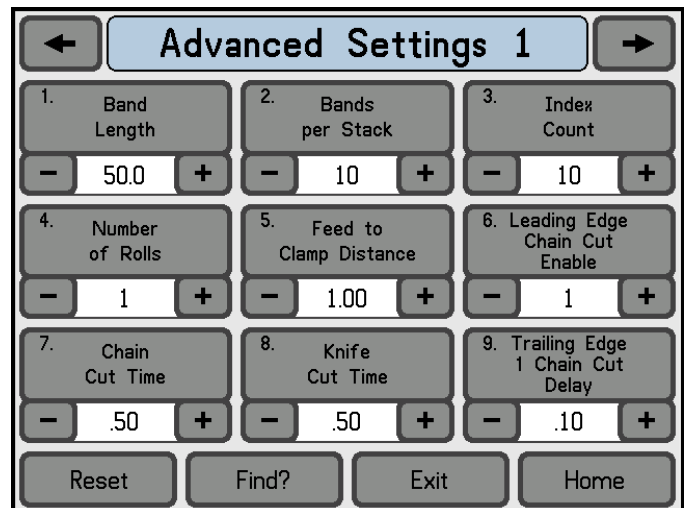 Advanced Settings 1
1. Band
Length
2. Bands
per Stack
3. Index
Count
− 50.0 +
− 10 +
− 10 +
4. Number
of Rolls
5. Feed to
Clamp Distance
6. Leading Edge
Chain Cut
Enable
− 1 +
− 1.00 +
− 1 +
7. Chain
Cut Time
8. Knife
Cut Time
9. Trailing Edge
1 Chain Cut
Delay
− .50 +
− .50 +
− .10 +
Reset
Find?
Exit
Home